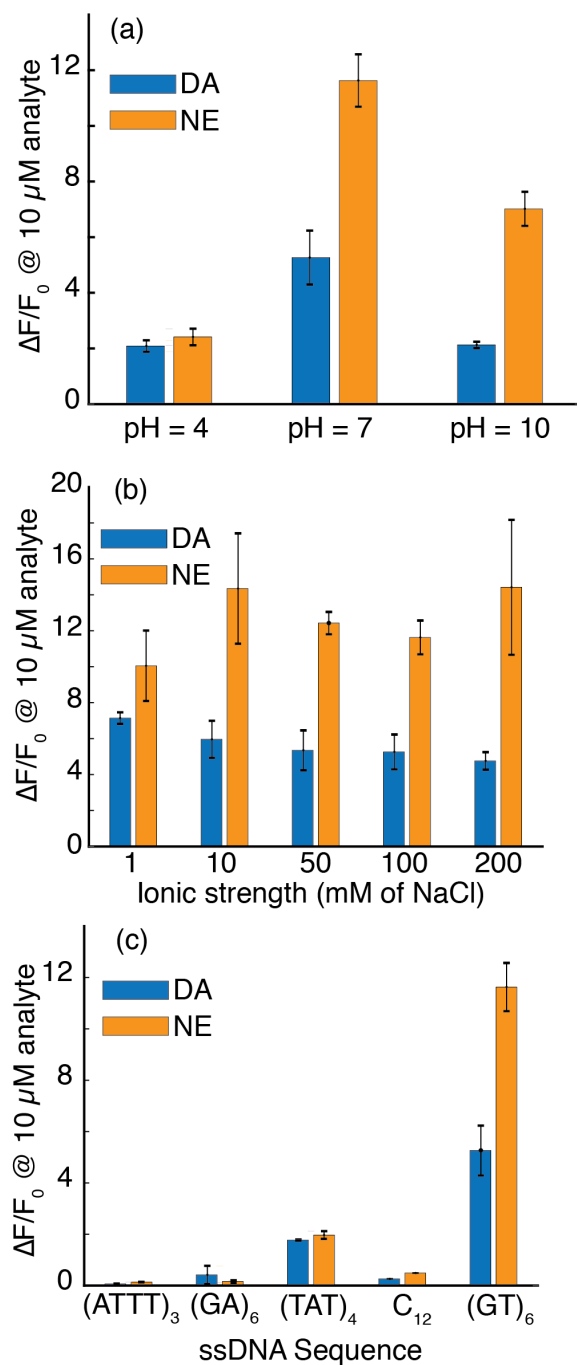 (a)
12
DA
NE
8
4
0
ΔF/F₀ @ 10 µM analyte
pH = 4 pH = 7 pH = 10
20
(b)
DA
16
NE
12
8
4
0
ΔF/F₀ @ 10 µM analyte
1 10 50 100 200
Ionic strength (mM of NaCl)
(c)
12
DA
NE
8
4
0
ΔF/F₀ @ 10 µM analyte
(ATTT)₃ (GA)₆ (TAT)₄ C₁₂ (GT)₆
ssDNA Sequence